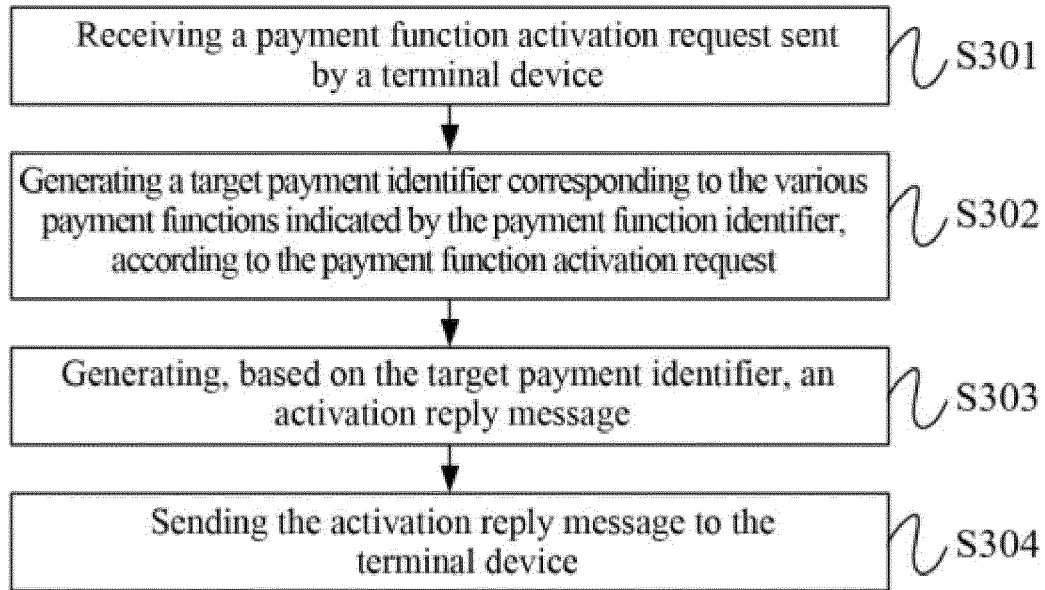 Receiving a payment function activation request sent
by a terminal device
S301
Generating a target payment identifier corresponding to the various
payment functions indicated by the payment function identifier,
according to the payment function activation request
S302
Generating, based on the target payment identifier, an
activation reply message
S303
Sending the activation reply message to the
terminal device
S304